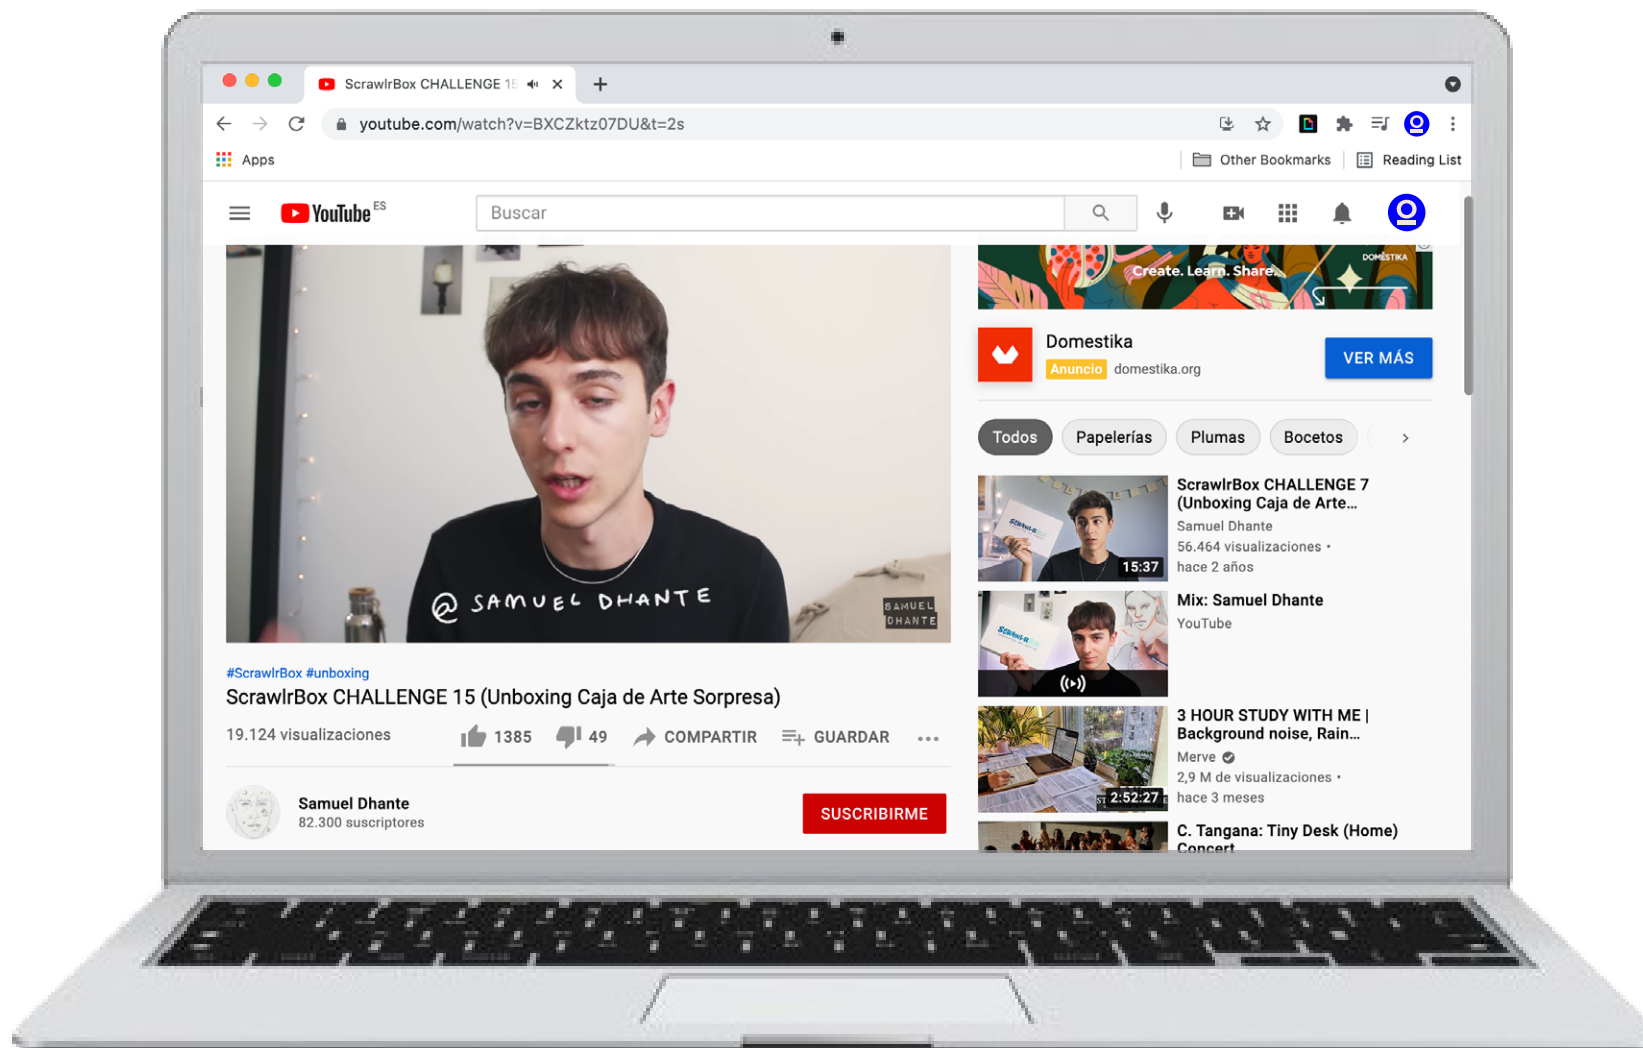 ScrawlrBox CHALLENGE 15
youtube.com/watch?v=BXCZktz07DU&t=2s
Apps
Other Bookmarks
Reading List
YouTube ES
Buscar
@ SAMUEL DHANTE
SAMUEL
DHANTE
#ScrawlrBox #unboxing
ScrawlrBox CHALLENGE 15 (Unboxing Caja de Arte Sorpresa)
19.124 visualizaciones
1385
49
COMPARTIR
GUARDAR
Samuel Dhante
82.300 suscriptores
SUSCRIBIRME
DOMESTIKA
Create. Learn. Share.
Domestika
Anuncio domestika.org
VER MÁS
Todos
Papelerías
Plumas
Bocetos
SCRAWLR
15:37
ScrawlrBox CHALLENGE 7
(Unboxing Caja de Arte...
Samuel Dhante
56.464 visualizaciones •
hace 2 años
SCRAWLR
Mix: Samuel Dhante
YouTube
2:52:27
3 HOUR STUDY WITH ME |
Background noise, Rain...
Merve
2,9 M de visualizaciones •
hace 3 meses
C. Tangana: Tiny Desk (Home)
Concert